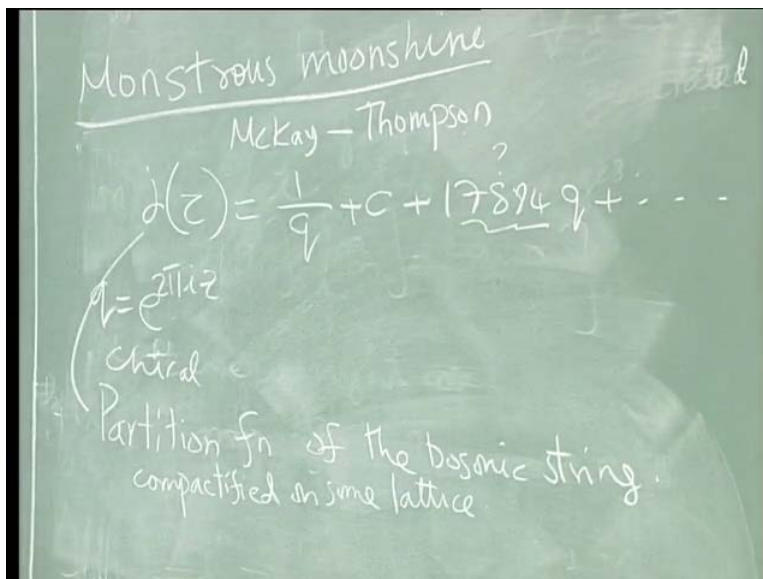 Monstrous moonshine
McKay – Thompson
?
j(τ) = 1/q + c + 17894 q + ....
q = e^{2πiτ}
chiral
Partition fn of the bosonic string.
compactified on some lattice